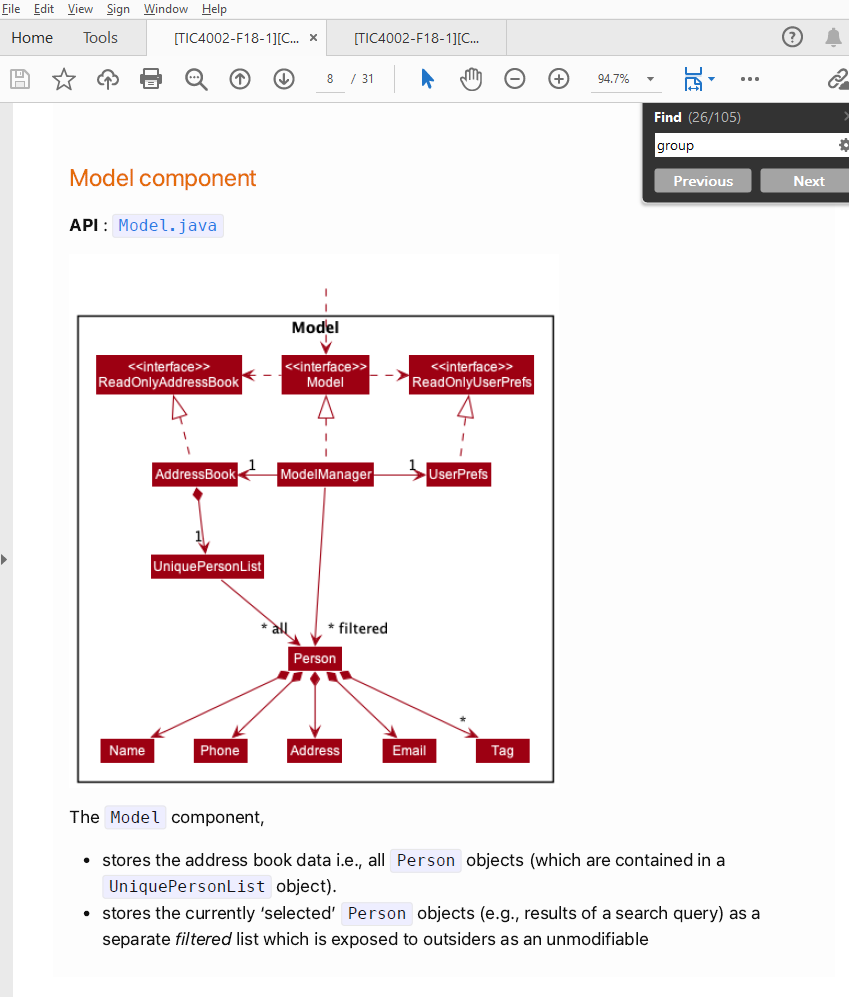 File Edit View Sign Window Help
Home Tools [TIC4002-F18-1][C... × [TIC4002-F18-1][C...
8 / 31 94.7%
Find (26/105)
group
Previous Next
Model component
API : Model.java
Model
<<interface>> <<interface>> <<interface>>
ReadOnlyAddressBook Model ReadOnlyUserPrefs
AddressBook 1 ModelManager 1 UserPrefs
1
UniquePersonList
* all * filtered
Person
*
Name Phone Address Email Tag
The Model component,
• stores the address book data i.e., all Person objects (which are contained in a
UniquePersonList object).
• stores the currently ‘selected’ Person objects (e.g., results of a search query) as a
separate filtered list which is exposed to outsiders as an unmodifiable